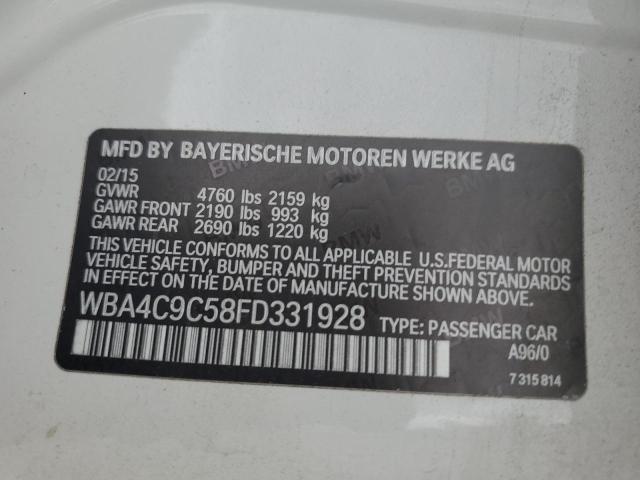 MFD BY BAYERISCHE MOTOREN WERKE AG
02/15
GVWR 4760 lbs 2159 kg
GAWR FRONT 2190 lbs 993 kg
GAWR REAR 2690 lbs 1220 kg
THIS VEHICLE CONFORMS TO ALL APPLICABLE U.S.FEDERAL MOTOR
VEHICLE SAFETY, BUMPER AND THEFT PREVENTION STANDARDS
IN EFFECT ON THE DATE OF MANUFACTURE SHOWN ABOVE.
WBA4C9C58FD331928 TYPE: PASSENGER CAR
A96/0
7 315 814